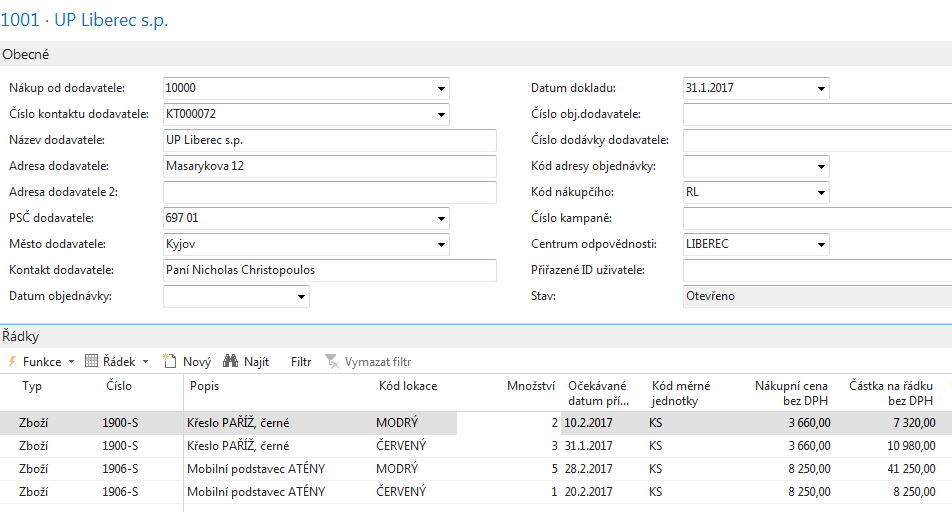 1001 · UP Liberec s.p.
Obecné
Nákup od dodavatele: 10000 Datum dokladu: 31.1.2017
Číslo kontaktu dodavatele: KT000072 Číslo obj.dodavatele:
Název dodavatele: UP Liberec s.p. Číslo dodávky dodavatele:
Adresa dodavatele: Masarykova 12 Kód adresy objednávky:
Adresa dodavatele 2: Kód nákupčího: RL
PSČ dodavatele: 697 01 Číslo kampaně:
Město dodavatele: Kyjov Centrum odpovědnosti: LIBEREC
Kontakt dodavatele: Paní Nicholas Christopoulos Přiřazené ID uživatele:
Datum objednávky: Stav: Otevřeno
Řádky
Funkce Řádek Nový Najít Filtr Vymazat filtr
Typ Číslo Popis Kód lokace Množství Očekávané Kód měrné Nákupní cena Částka na řádku
datum pří... jednotky bez DPH bez DPH
Zboží 1900-S Křeslo PAŘÍŽ, černé MODRÝ 2 10.2.2017 KS 3 660,00 7 320,00
Zboží 1900-S Křeslo PAŘÍŽ, černé ČERVENÝ 3 31.1.2017 KS 3 660,00 10 980,00
Zboží 1906-S Mobilní podstavec ATÉNY MODRÝ 5 28.2.2017 KS 8 250,00 41 250,00
Zboží 1906-S Mobilní podstavec ATÉNY ČERVENÝ 1 20.2.2017 KS 8 250,00 8 250,00